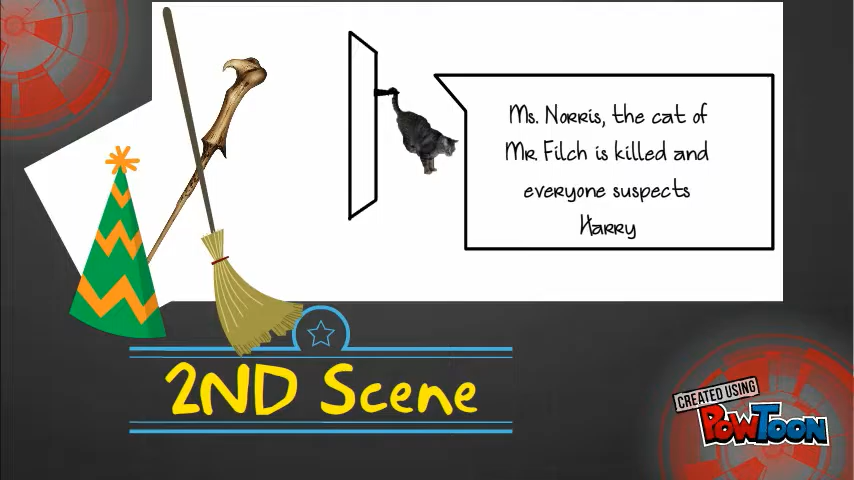 Ms. Norris, the cat of
Mr. Filch is killed and
everyone suspects
Harry
2ND Scene
CREATED USING
POWTOON